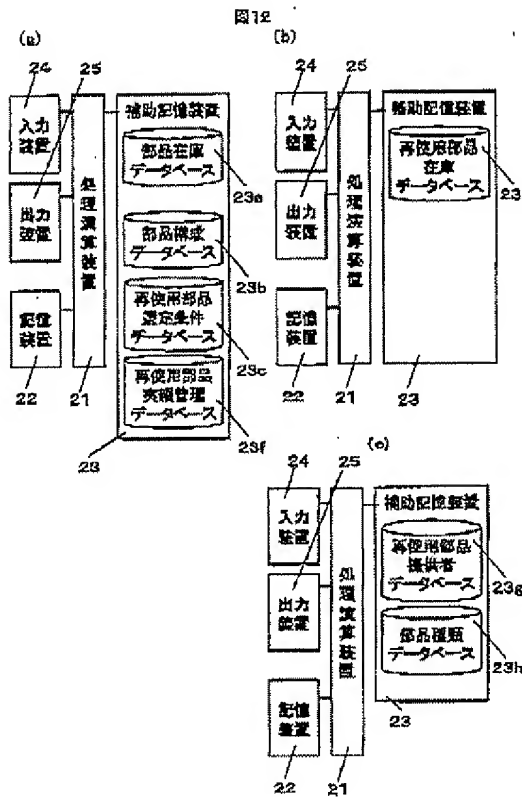 図12
(a)
24
25
入力
装置
出力
装置
記憶
装置
22
処理演算装置
21
補助記憶装置
部品在庫
データベース
23a
部品構成
データベース
23b
再使用部品
選定条件
データベース
23c
再使用部品
実績管理
データベース
23f
23
(b)
24
25
入力
装置
出力
装置
記憶
装置
22
処理演算装置
21
補助記憶装置
再使用部品
在庫
データベース
23
23
(c)
24
25
入力
装置
出力
装置
記憶
装置
22
処理演算装置
21
補助記憶装置
再使用部品
提供者
データベース
23g
部品種類
データベース
23h
23